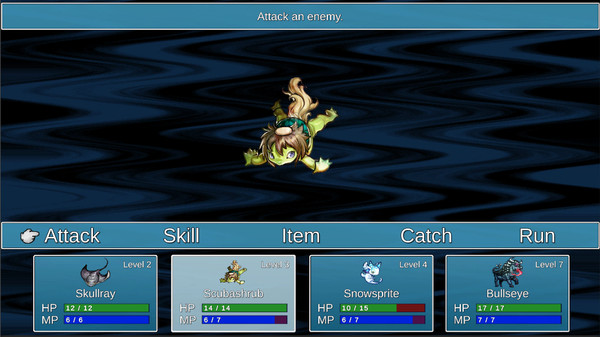 Attack an enemy.
Attack Skill Item Catch Run
Level 2 Level 3 Level 4 Level 7
Skullray Scubashrub Snowsprite Bullseye
HP 12 / 12 HP 14 / 14 HP 10 / 15 HP 17 / 17
MP 6 / 6 MP 6 / 7 MP 6 / 7 MP 7 / 7